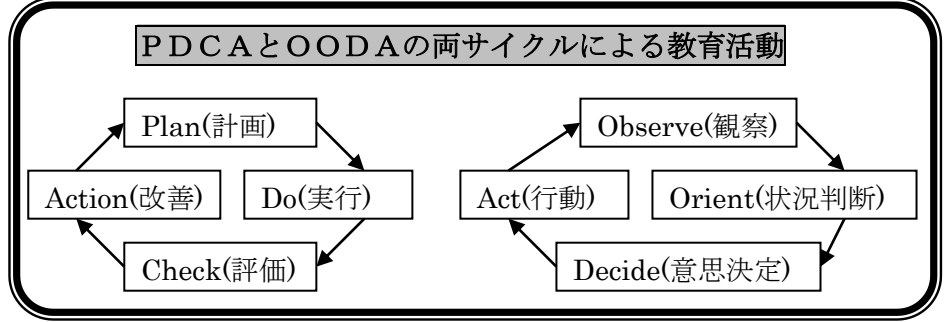 ＰＤＣＡとＯＯＤＡの両サイクルによる教育活動
Plan(計画)
Action(改善)
Do(実行)
Check(評価)
Observe(観察)
Act(行動)
Orient(状況判断)
Decide(意思決定)